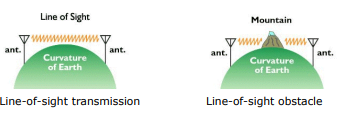 Line of Sight
ant. ant.
Curvature
of Earth
Line-of-sight transmission
Mountain
ant. ant.
Curvature
of Earth
Line-of-sight obstacle